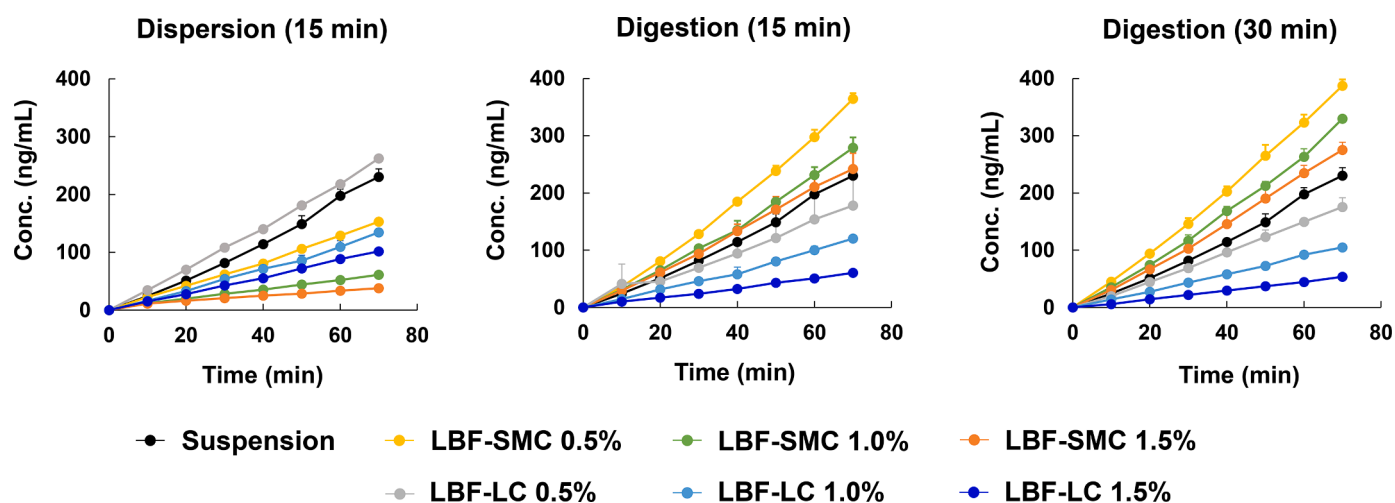 Dispersion (15 min)
Conc. (ng/mL)
400
300
200
100
0
0 20 40 60 80
Time (min)
Digestion (15 min)
Conc. (ng/mL)
400
300
200
100
0
0 20 40 60 80
Time (min)
Digestion (30 min)
Conc. (ng/mL)
400
300
200
100
0
0 20 40 60 80
Time (min)
Suspension LBF-SMC 0.5% LBF-SMC 1.0% LBF-SMC 1.5%
LBF-LC 0.5% LBF-LC 1.0% LBF-LC 1.5%